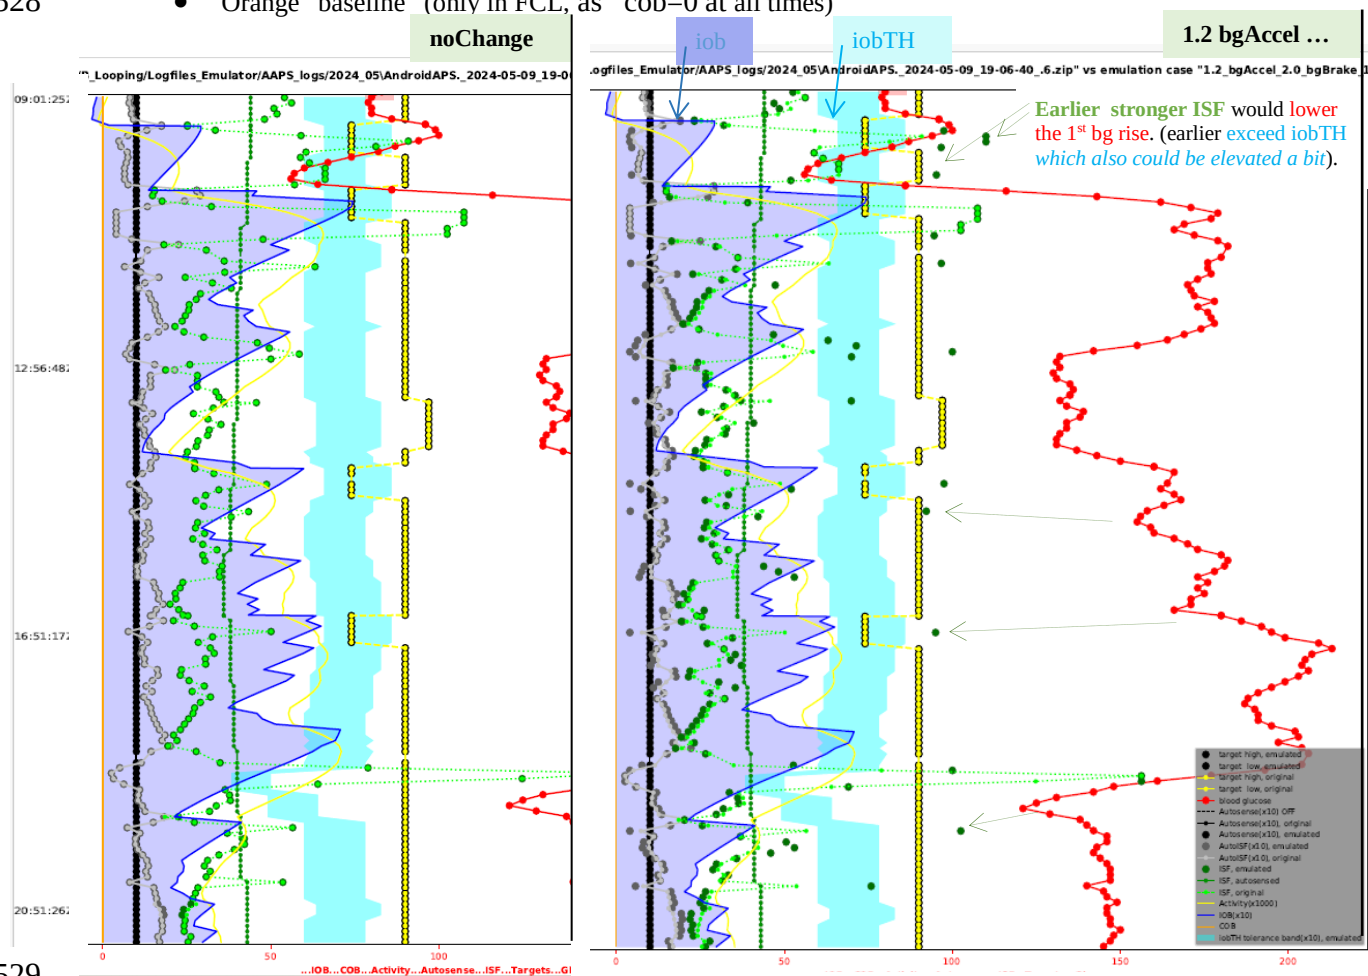 528
• Orange "baseline" (only in FCL, as "cob=0 at all times)
noChange
iob
iobTH
1.2 bgAccel …
_Looping/Logfiles_Emulator/AAPS_logs/2024_05\AndroidAPS._2024-05-09_19-0
.ogfiles_Emulator/AAPS_logs/2024_05\AndroidAPS._2024-05-09_19-06-40_.6.zip" vs emulation case "1.2_bgAccel_2.0_bgBrake_1
09:01:25
12:56:48
16:51:17
20:51:26
Earlier stronger ISF would lower
the 1st bg rise. (earlier exceed iobTH
which also could be elevated a bit).
target high, emulated
target low, emulated
target high, original
target low, original
blood glucose
Autosense(x10) OFF
Autosense(x10), original
Autosense(x10), emulated
AutoISF(x10), emulated
AutoISF(x10), original
ISF, emulated
ISF, autosensed
ISF, original
Activity(x1000)
IOB(x10)
COB
iobTH tolerance band(x10), emulated
0 50 100
0 50 100 150 200
...IOB...COB...Activity...Autosense...ISF...Targets...Gl
529